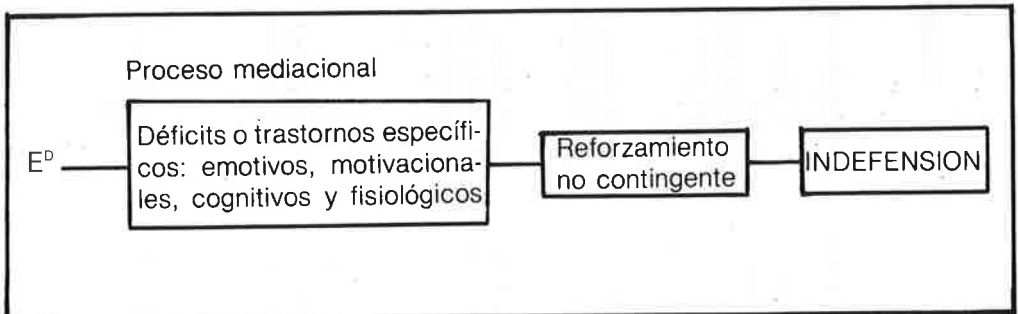 Proceso mediacional
E^D
Déficits o trastornos específi-
cos: emotivos, motivaciona-
les, cognitivos y fisiológicos
Reforzamiento
no contingente
INDEFENSION